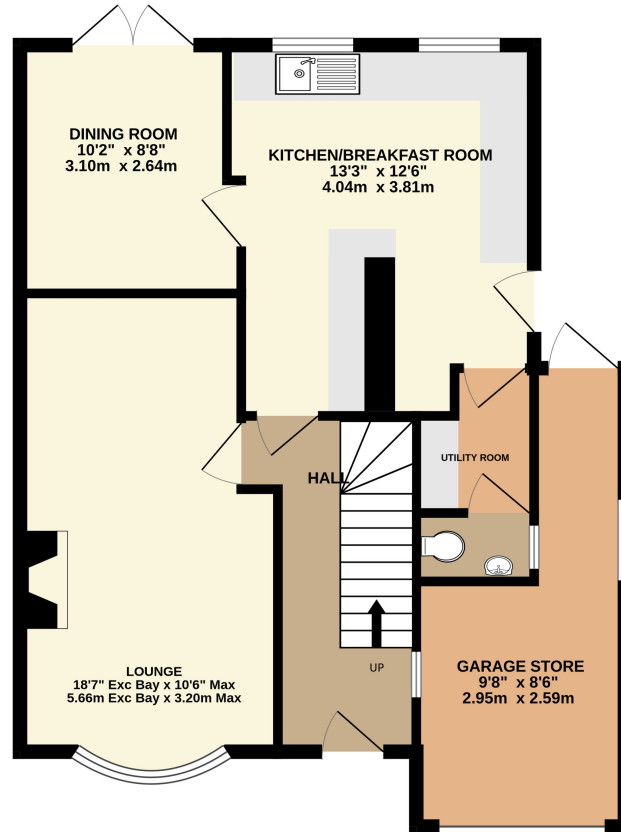 DINING ROOM
10'2" x 8'8"
3.10m x 2.64m
KITCHEN/BREAKFAST ROOM
13'3" x 12'6"
4.04m x 3.81m
UTILITY ROOM
HALL
UP
LOUNGE
18'7" Exc Bay x 10'6" Max
5.66m Exc Bay x 3.20m Max
GARAGE STORE
9'8" x 8'6"
2.95m x 2.59m